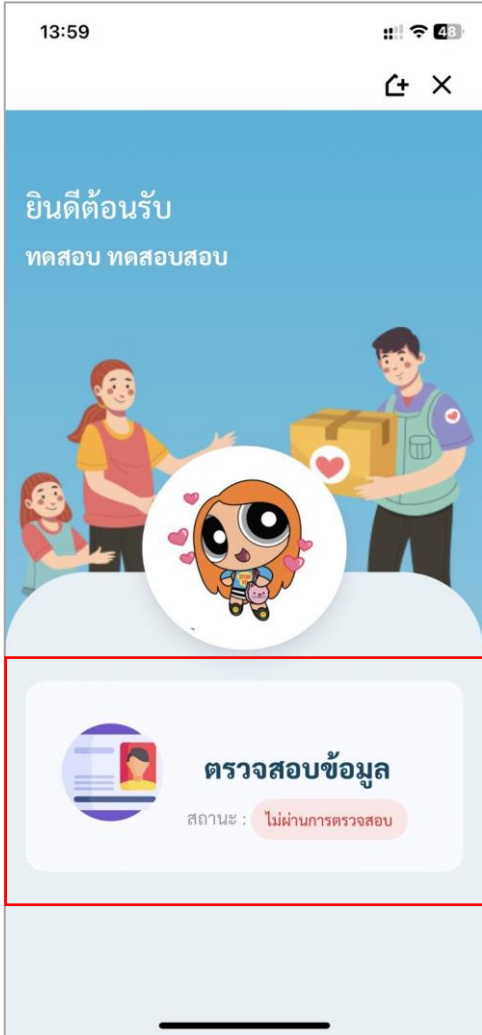 13:59
48
ยินดีต้อนรับ
ทดสอบ ทดสอบสอบ
ตรวจสอบข้อมูล
สถานะ : ไม่ผ่านการตรวจสอบ